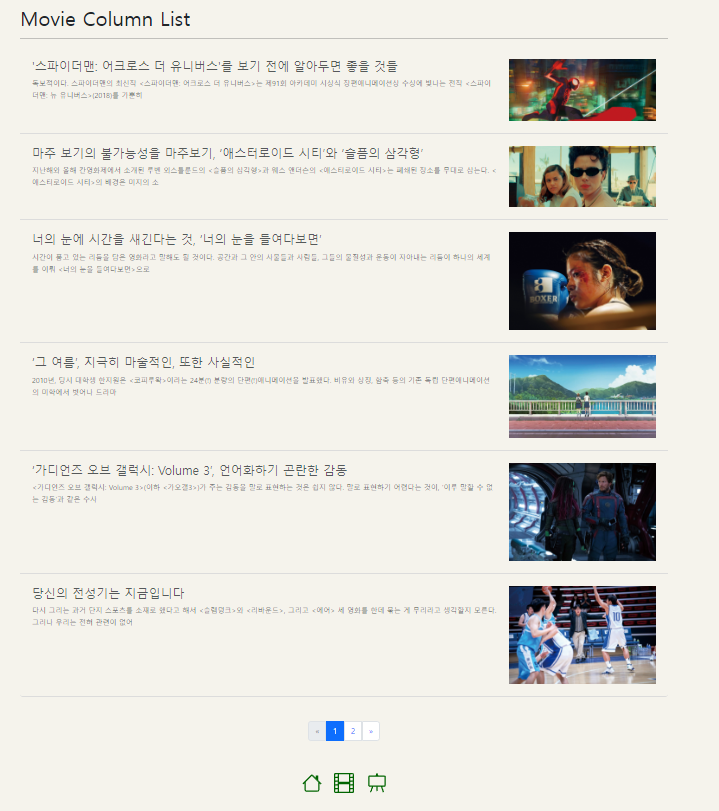 Movie Column List
'스파이더맨: 어크로스 더 유니버스'를 보기 전에 알아두면 좋을 것들
독보적이다. 스파이더맨의 최신작 <스파이더맨: 어크로스 더 유니버스>는 제91회 아카데미 시상식 장편애니메이션상 수상에 빛나는 전작 <스파이
더맨: 뉴 유니버스>(2018)를 가뿐히
마주 보기의 불가능성을 마주보기, '애스터로이드 시티'와 '슬픔의 삼각형'
지난해와 올해 칸영화제에서 소개된 루벤 외스틀룬드의 <슬픔의 삼각형>과 웨스 앤더슨의 <애스터로이드 시티>는 폐쇄된 장소를 무대로 삼는다. <
애스터로이드 시티>의 배경은 미지의 소
너의 눈에 시간을 새긴다는 것, '너의 눈을 들여다보면'
시간이 품고 있는 리듬을 담은 영화라고 말해도 될 것이다. 공간과 그 안의 사물들과 사람들, 그들의 물질성과 운동이 자아내는 리듬이 하나의 세계
를 이뤄 <너의 눈을 들여다보면>으로
'그 여름', 지극히 마술적인, 또한 사실적인
2010년, 당시 대학생 한지원은 <코피루왁>이라는 24분(!) 분량의 단편(!)애니메이션을 발표했다. 비유와 상징, 함축 등의 기존 독립 단편애니메이션
의 미학에서 벗어나 드라마
'가디언즈 오브 갤럭시: Volume 3', 언어화하기 곤란한 감동
<가디언즈 오브 갤럭시: Volume 3>(이하 <가오갤3>)가 주는 감동을 말로 표현하는 것은 쉽지 않다. 말로 표현하기 어렵다는 것이, '이루 말할 수 없
는 감동'과 같은 수사
당신의 전성기는 지금입니다
다시 그리는 과거 단지 스포츠를 소재로 했다고 해서 <슬램덩크>와 <리바운드>, 그리고 <에어> 세 영화를 한데 묶는 게 무리라고 생각할지 모른다.
그러나 우리는 전혀 관련이 없어
« 1 2 »
BOXER
10